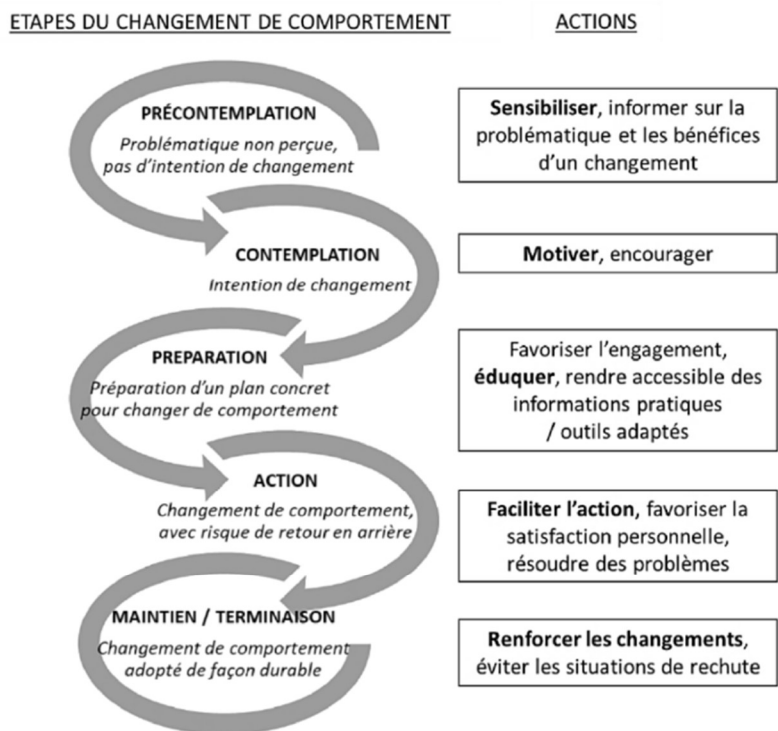 ETAPES DU CHANGEMENT DE COMPORTEMENT
ACTIONS
PRÉCONTEMPLATION
Problématique non perçue,
pas d'intention de changement
Sensibiliser, informer sur la
problématique et les bénéfices
d'un changement
CONTEMPLATION
Intention de changement
Motiver, encourager
PREPARATION
Préparation d'un plan concret
pour changer de comportement
Favoriser l'engagement,
éduquer, rendre accessible des
informations pratiques
/ outils adaptés
ACTION
Changement de comportement,
avec risque de retour en arrière
Faciliter l'action, favoriser la
satisfaction personnelle,
résoudre des problèmes
MAINTIEN / TERMINAISON
Changement de comportement
adopté de façon durable
Renforcer les changements,
éviter les situations de rechute